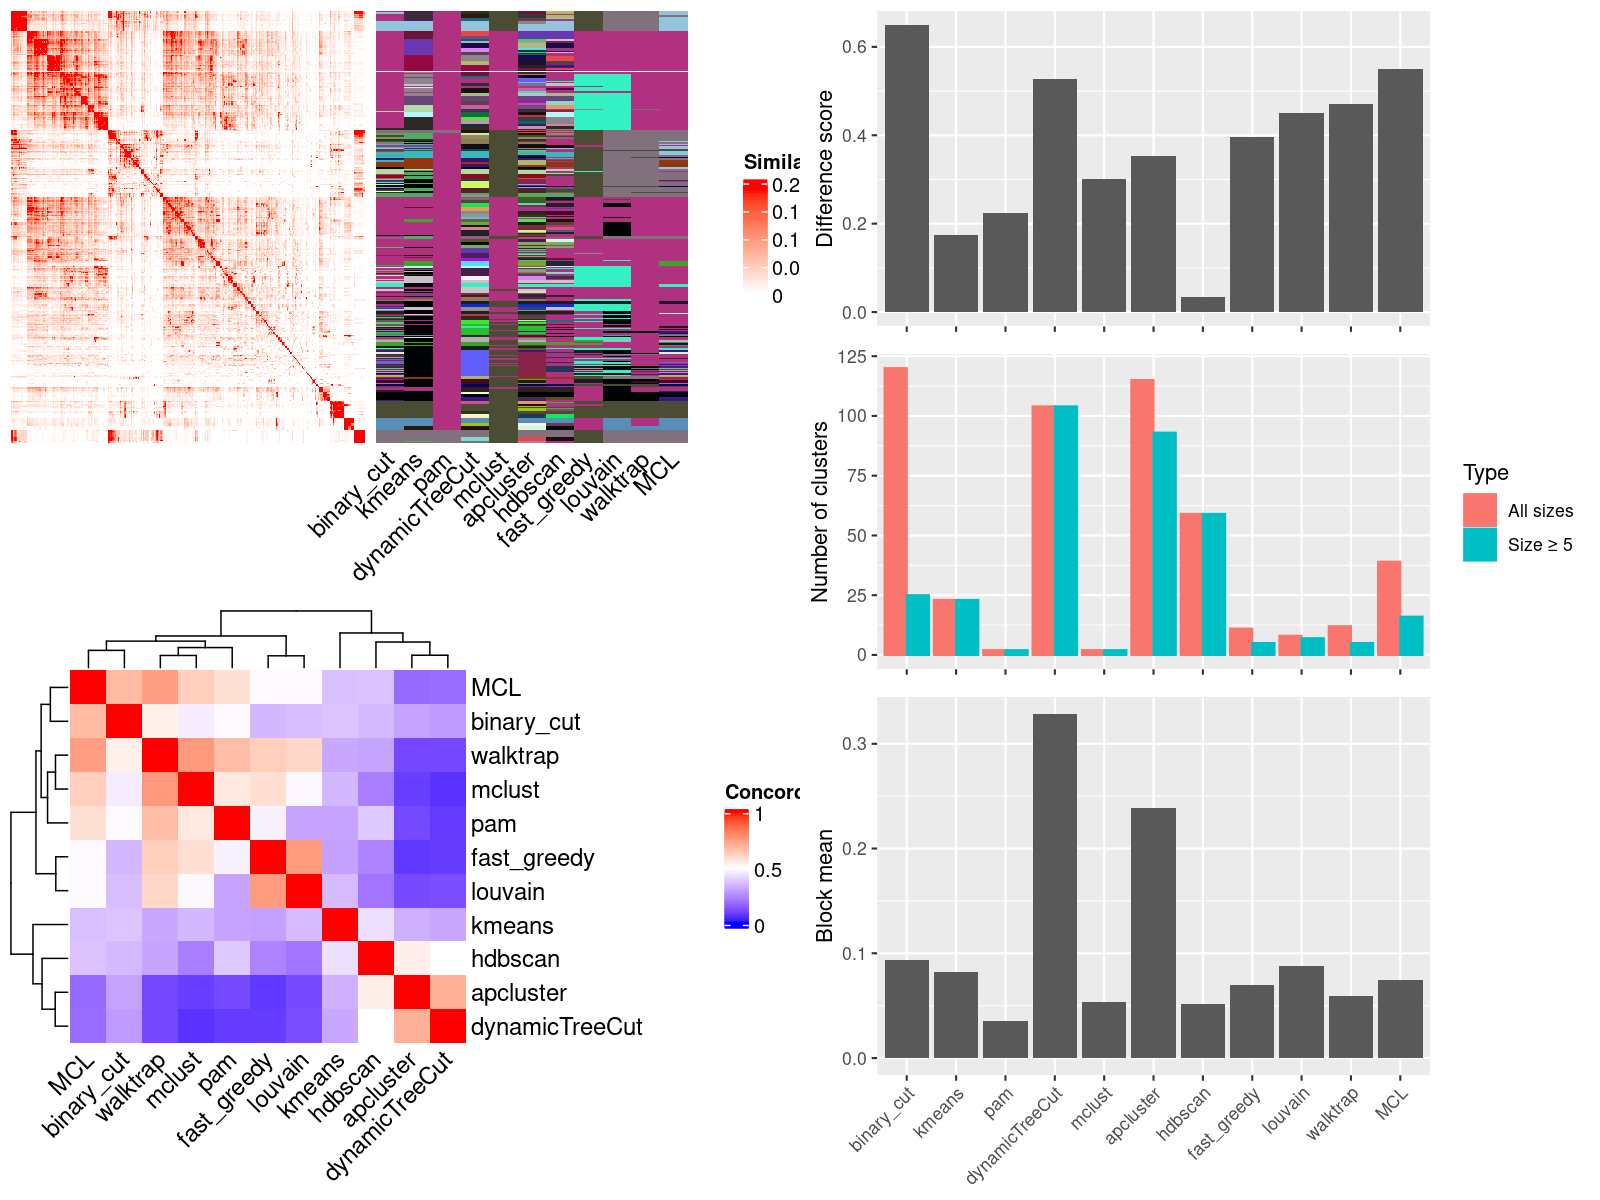 Simila
0.2
0.1
0.1
0.0
0
binary_cut
kmeans
pam
dynamicTreeCut
mclust
apcluster
hdbscan
fast_greedy
louvain
walktrap
MCL
Difference score
0.6
0.4
0.2
0.0
Number of clusters
125
100
75
50
25
0
Type
All sizes
Size ≥ 5
Block mean
0.3
0.2
0.1
0.0
binary_cut
kmeans
pam
dynamicTreeCut
mclust
apcluster
hdbscan
fast_greedy
louvain
walktrap
MCL
MCL
binary_cut
walktrap
mclust
pam
fast_greedy
louvain
kmeans
hdbscan
apcluster
dynamicTreeCut
Concord
1
0.5
0
MCL
binary_cut
walktrap
mclust
pam
fast_greedy
louvain
kmeans
hdbscan
apcluster
dynamicTreeCut